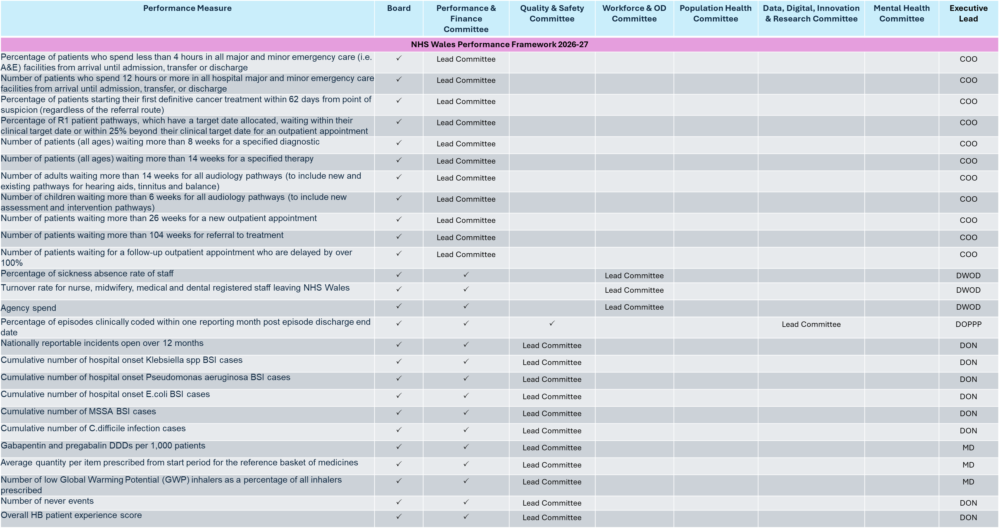 Performance Measure Board Performance & Finance Committee Quality & Safety Committee Workforce & OD Committee Population Health Committee Data, Digital, Innovation & Research Committee Mental Health Committee Executive Lead
NHS Wales Performance Framework 2026-27
Percentage of patients who spend less than 4 hours in all major and minor emergency care (i.e.
A&E) facilities from arrival until admission, transfer or discharge
✓ Lead Committee COO
Number of patients who spend 12 hours or more in all hospital major and minor emergency care
facilities from arrival until admission, transfer, or discharge
✓ Lead Committee COO
Percentage of patients starting their first definitive cancer treatment within 62 days from point of
suspicion (regardless of the referral route)
✓ Lead Committee COO
Percentage of R1 patient pathways, which have a target date allocated, waiting within their
clinical target date or within 25% beyond their clinical target date for an outpatient appointment
✓ Lead Committee COO
Number of patients (all ages) waiting more than 8 weeks for a specified diagnostic ✓ Lead Committee COO
Number of patients (all ages) waiting more than 14 weeks for a specified therapy ✓ Lead Committee COO
Number of adults waiting more than 14 weeks for all audiology pathways (to include new and
existing pathways for hearing aids, tinnitus and balance)
✓ Lead Committee COO
Number of children waiting more than 6 weeks for all audiology pathways (to include new
assessment and intervention pathways)
✓ Lead Committee COO
Number of patients waiting more than 26 weeks for a new outpatient appointment ✓ Lead Committee COO
Number of patients waiting more than 104 weeks for referral to treatment ✓ Lead Committee COO
Number of patients waiting for a follow-up outpatient appointment who are delayed by over
100%
✓ Lead Committee COO
Percentage of sickness absence rate of staff ✓ ✓ Lead Committee DWOD
Turnover rate for nurse, midwifery, medical and dental registered staff leaving NHS Wales ✓ ✓ Lead Committee DWOD
Agency spend ✓ ✓ Lead Committee DWOD
Percentage of episodes clinically coded within one reporting month post episode discharge end
date
✓ ✓ ✓ Lead Committee DOPPP
Nationally reportable incidents open over 12 months ✓ ✓ Lead Committee DON
Cumulative number of hospital onset Klebsiella spp BSI cases ✓ ✓ Lead Committee DON
Cumulative number of hospital onset Pseudomonas aeruginosa BSI cases ✓ ✓ Lead Committee DON
Cumulative number of hospital onset E.coli BSI cases ✓ ✓ Lead Committee DON
Cumulative number of MSSA BSI cases ✓ ✓ Lead Committee DON
Cumulative number of C.difficile infection cases ✓ ✓ Lead Committee DON
Gabapentin and pregabalin DDDs per 1,000 patients ✓ ✓ Lead Committee MD
Average quantity per item prescribed from start period for the reference basket of medicines ✓ ✓ Lead Committee MD
Number of low Global Warming Potential (GWP) inhalers as a percentage of all inhalers
prescribed
✓ ✓ Lead Committee MD
Number of never events ✓ ✓ Lead Committee DON
Overall HB patient experience score ✓ ✓ Lead Committee DON